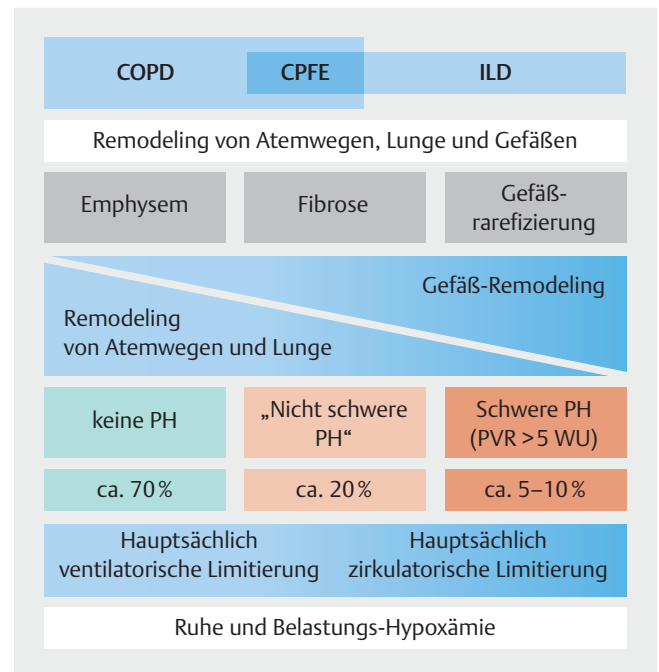 COPD CPFE ILD
Remodeling von Atemwegen, Lunge und Gefäßen
Emphysem
Fibrose
Gefäß-
rarefizierung
Gefäß-Remodeling
Remodeling
von Atemwegen und Lunge
keine PH
„Nicht schwere
PH“
Schwere PH
(PVR >5 WU)
ca. 70 %
ca. 20 %
ca. 5–10 %
Hauptsächlich
ventilatorische Limitierung
Hauptsächlich
zirkulatorische Limitierung
Ruhe und Belastungs-Hypoxämie